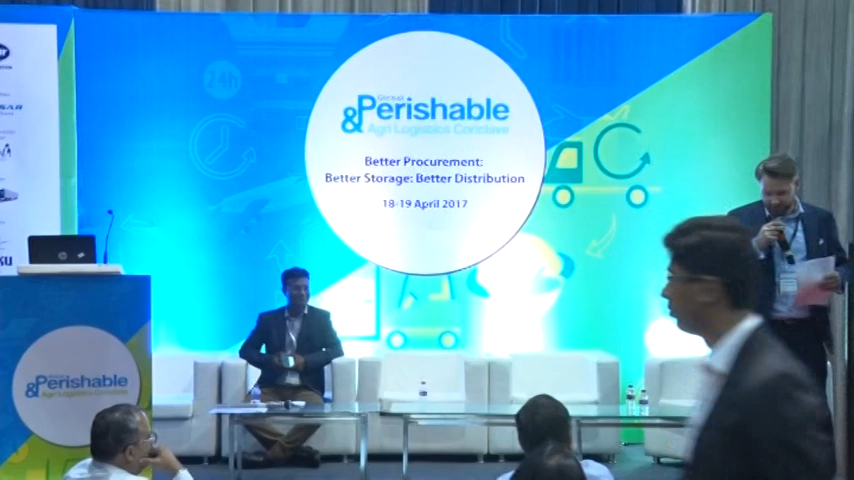 24h
Global
&Perishable
Agri Logistics Conclave
Better Procurement:
Better Storage: Better Distribution
18-19 April 2017
hp
&Perishable
Agri Logistics Conclave